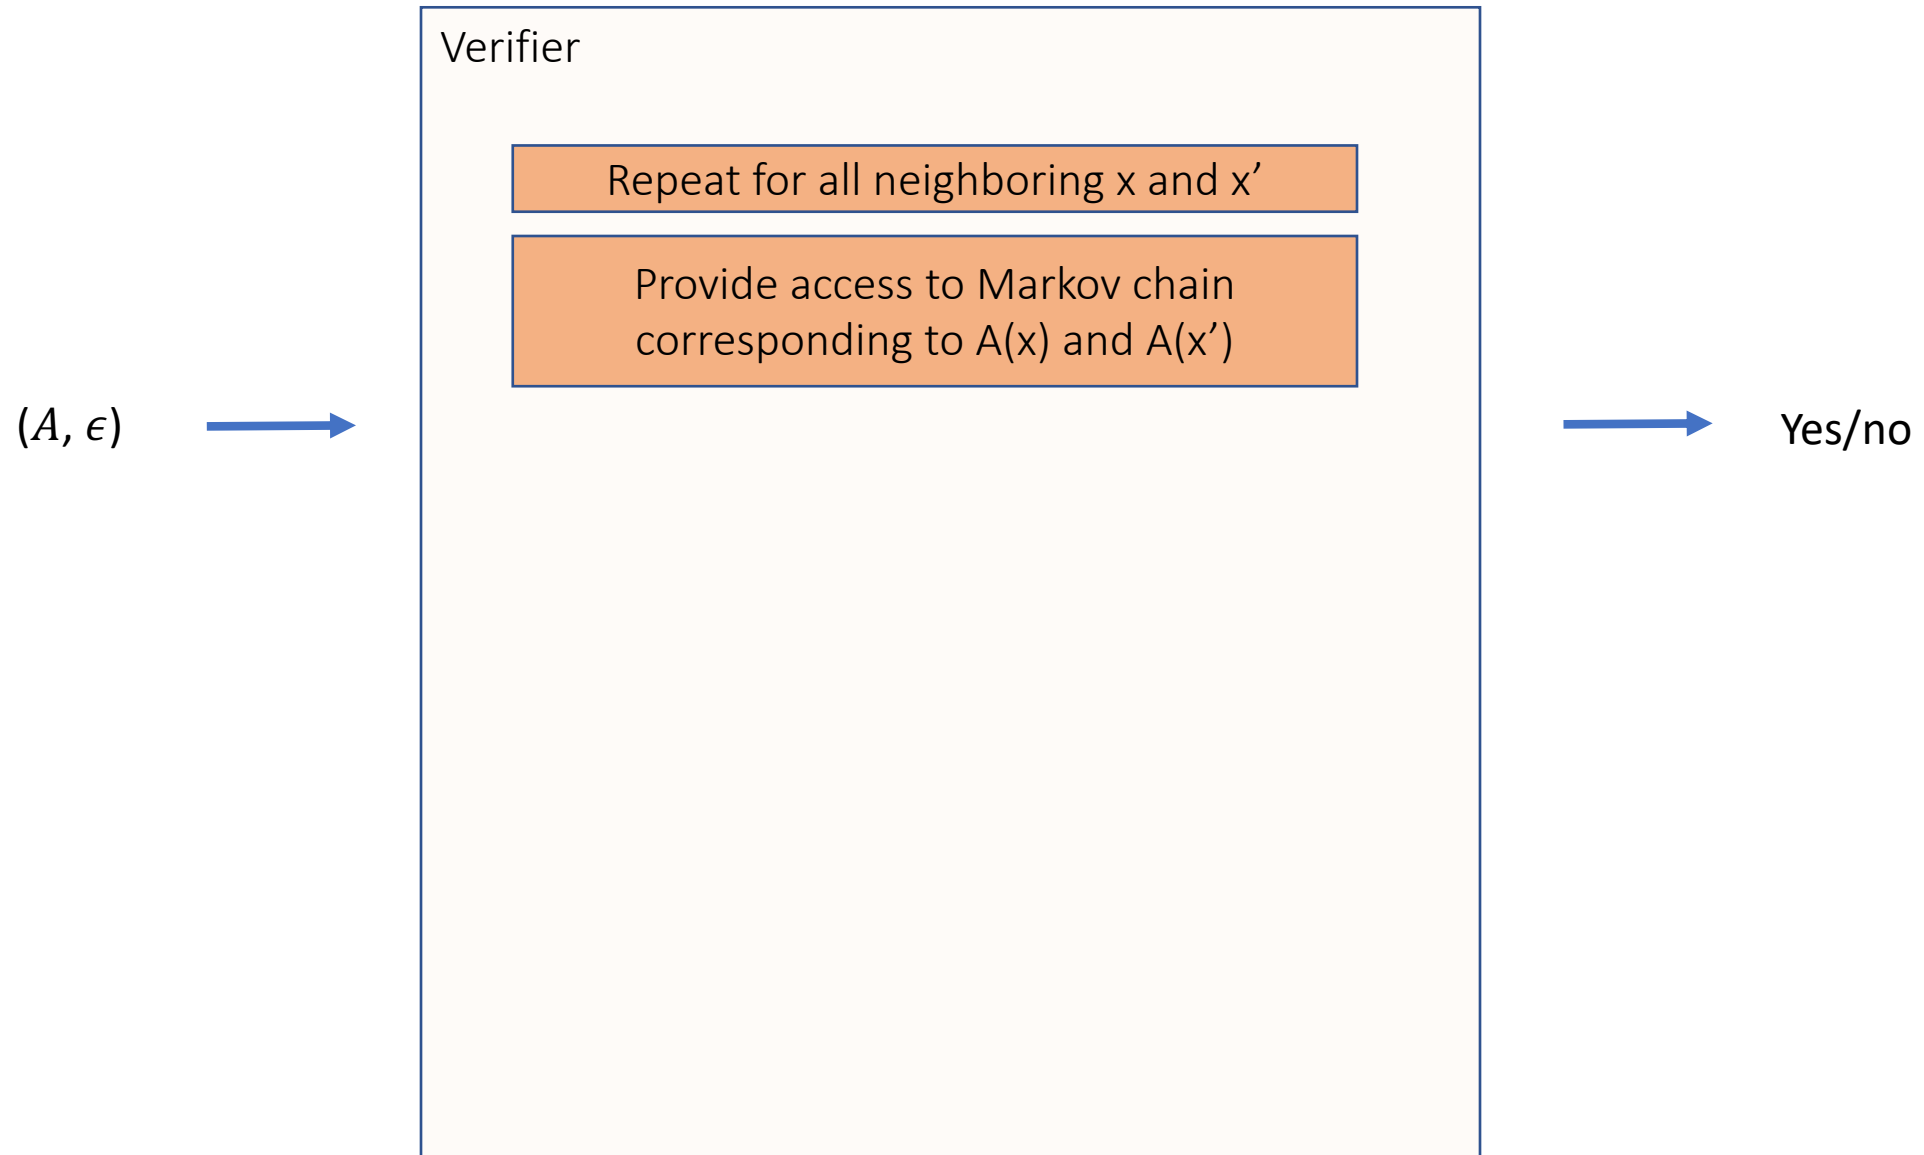 Verifier
Repeat for all neighboring x and x’
Provide access to Markov chain
corresponding to A(x) and A(x’)
(𝐴, 𝜖)
Yes/no